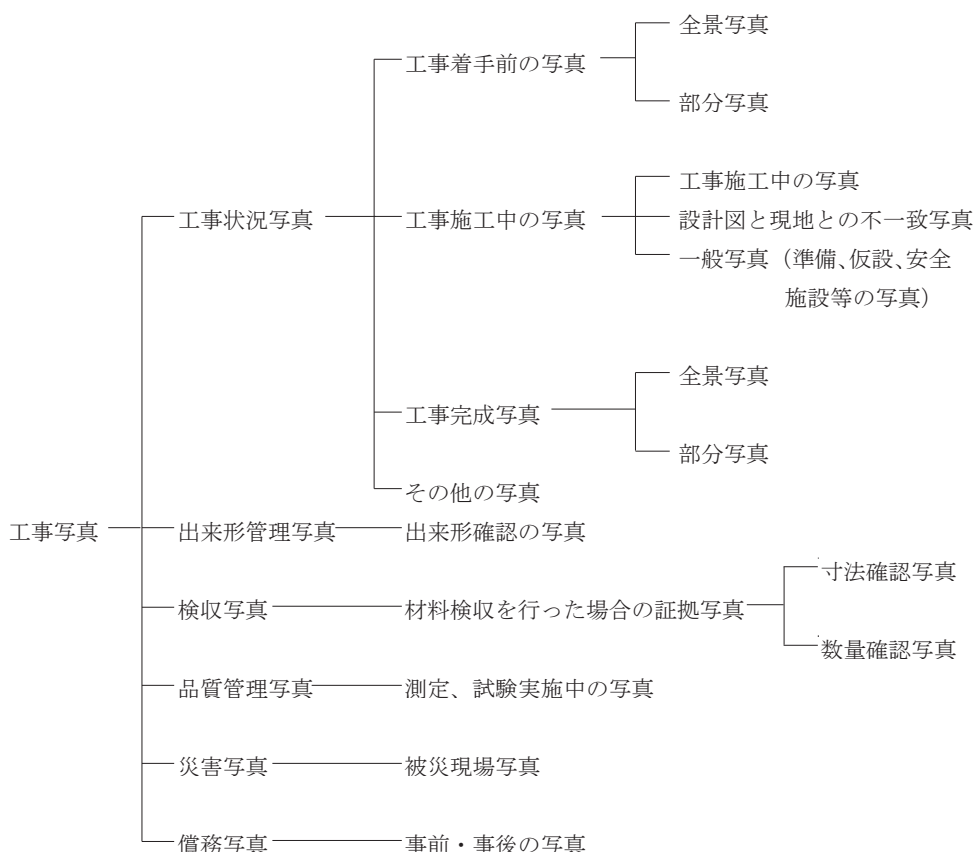 全景写真
工事着手前の写真
部分写真
工事施工中の写真
工事状況写真 工事施工中の写真 設計図と現地との不一致写真
一般写真（準備、仮設、安全
施設等の写真）
全景写真
工事完成写真
部分写真
その他の写真
工事写真 出来形管理写真 出来形確認の写真
寸法確認写真
検収写真 材料検収を行った場合の証拠写真
数量確認写真
品質管理写真 測定、試験実施中の写真
災害写真 被災現場写真
償務写真 事前・事後の写真